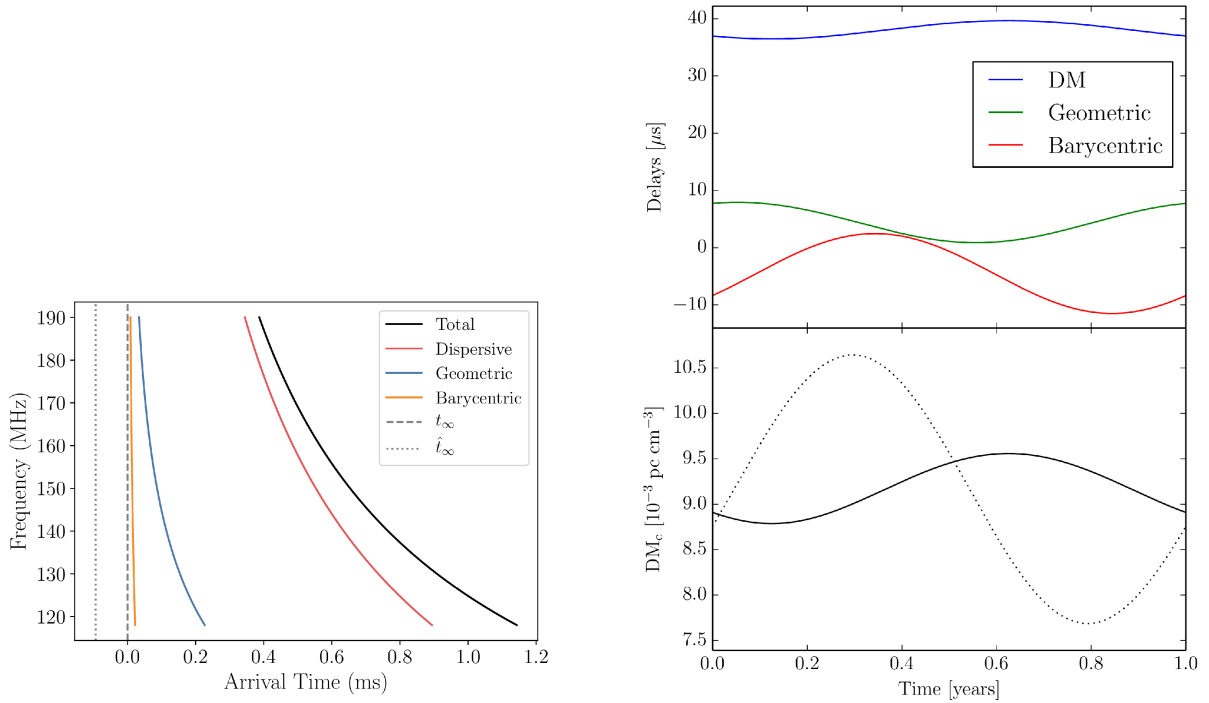 190
180
170
160
150
140
130
120
Frequency (MHz)
0.0 0.2 0.4 0.6 0.8 1.0 1.2
Arrival Time (ms)
Total
Dispersive
Geometric
Barycentric
t∞
t̂∞
40
30
20
10
0
−10
Delays [μs]
DM
Geometric
Barycentric
10.5
10.0
9.5
9.0
8.5
8.0
7.5
DM_c [10⁻³ pc cm⁻³]
0.0 0.2 0.4 0.6 0.8 1.0
Time [years]